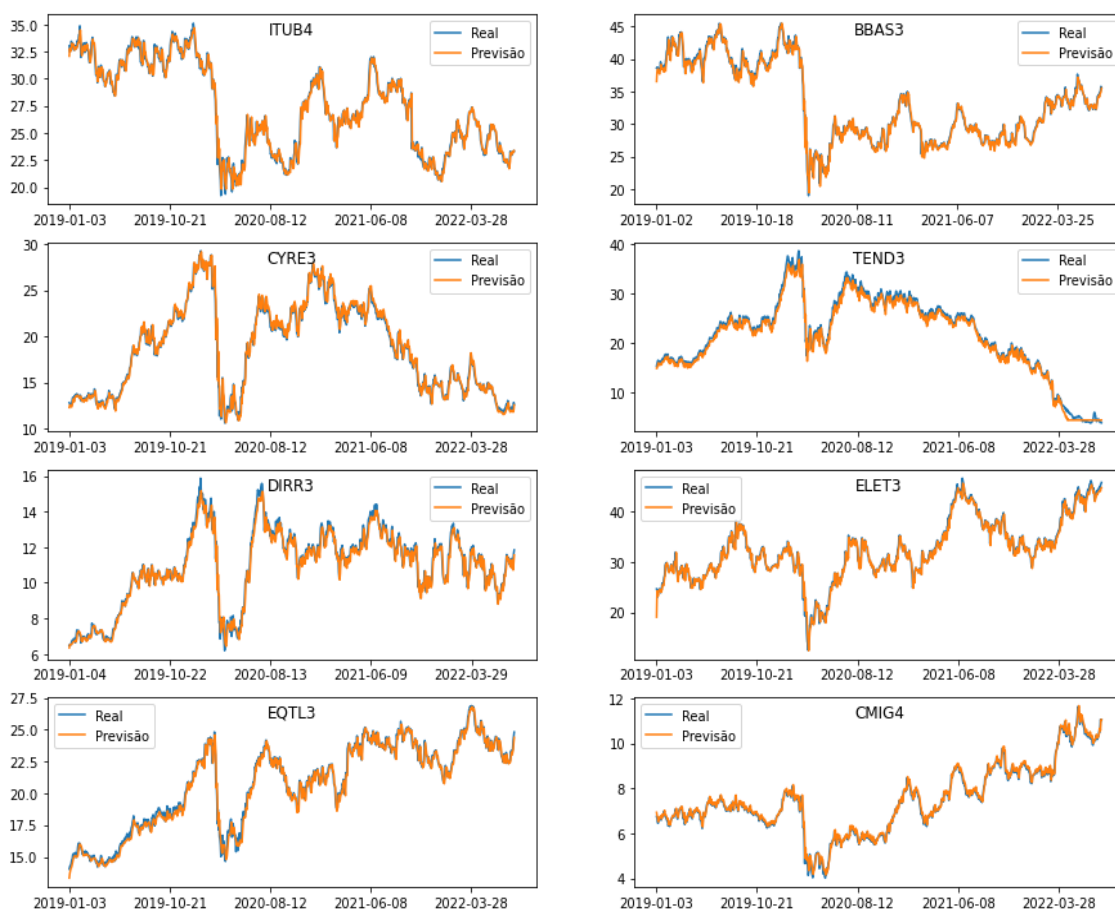 ITUB4
Real
Previsão
35.0
32.5
30.0
27.5
25.0
22.5
20.0
2019-01-03 2019-10-21 2020-08-12 2021-06-08 2022-03-28
BBAS3
Real
Previsão
45
40
35
30
25
20
2019-01-02 2019-10-18 2020-08-11 2021-06-07 2022-03-25
CYRE3
Real
Previsão
30
25
20
15
10
2019-01-03 2019-10-21 2020-08-12 2021-06-08 2022-03-28
TEND3
Real
Previsão
40
30
20
10
2019-01-03 2019-10-21 2020-08-12 2021-06-08 2022-03-28
DIRR3
Real
Previsão
16
14
12
10
8
6
2019-01-04 2019-10-22 2020-08-13 2021-06-09 2022-03-29
ELET3
Real
Previsão
40
30
20
2019-01-03 2019-10-21 2020-08-12 2021-06-08 2022-03-28
EQTL3
Real
Previsão
27.5
25.0
22.5
20.0
17.5
15.0
2019-01-03 2019-10-21 2020-08-12 2021-06-08 2022-03-28
CMIG4
Real
Previsão
12
10
8
6
4
2019-01-03 2019-10-21 2020-08-12 2021-06-08 2022-03-28